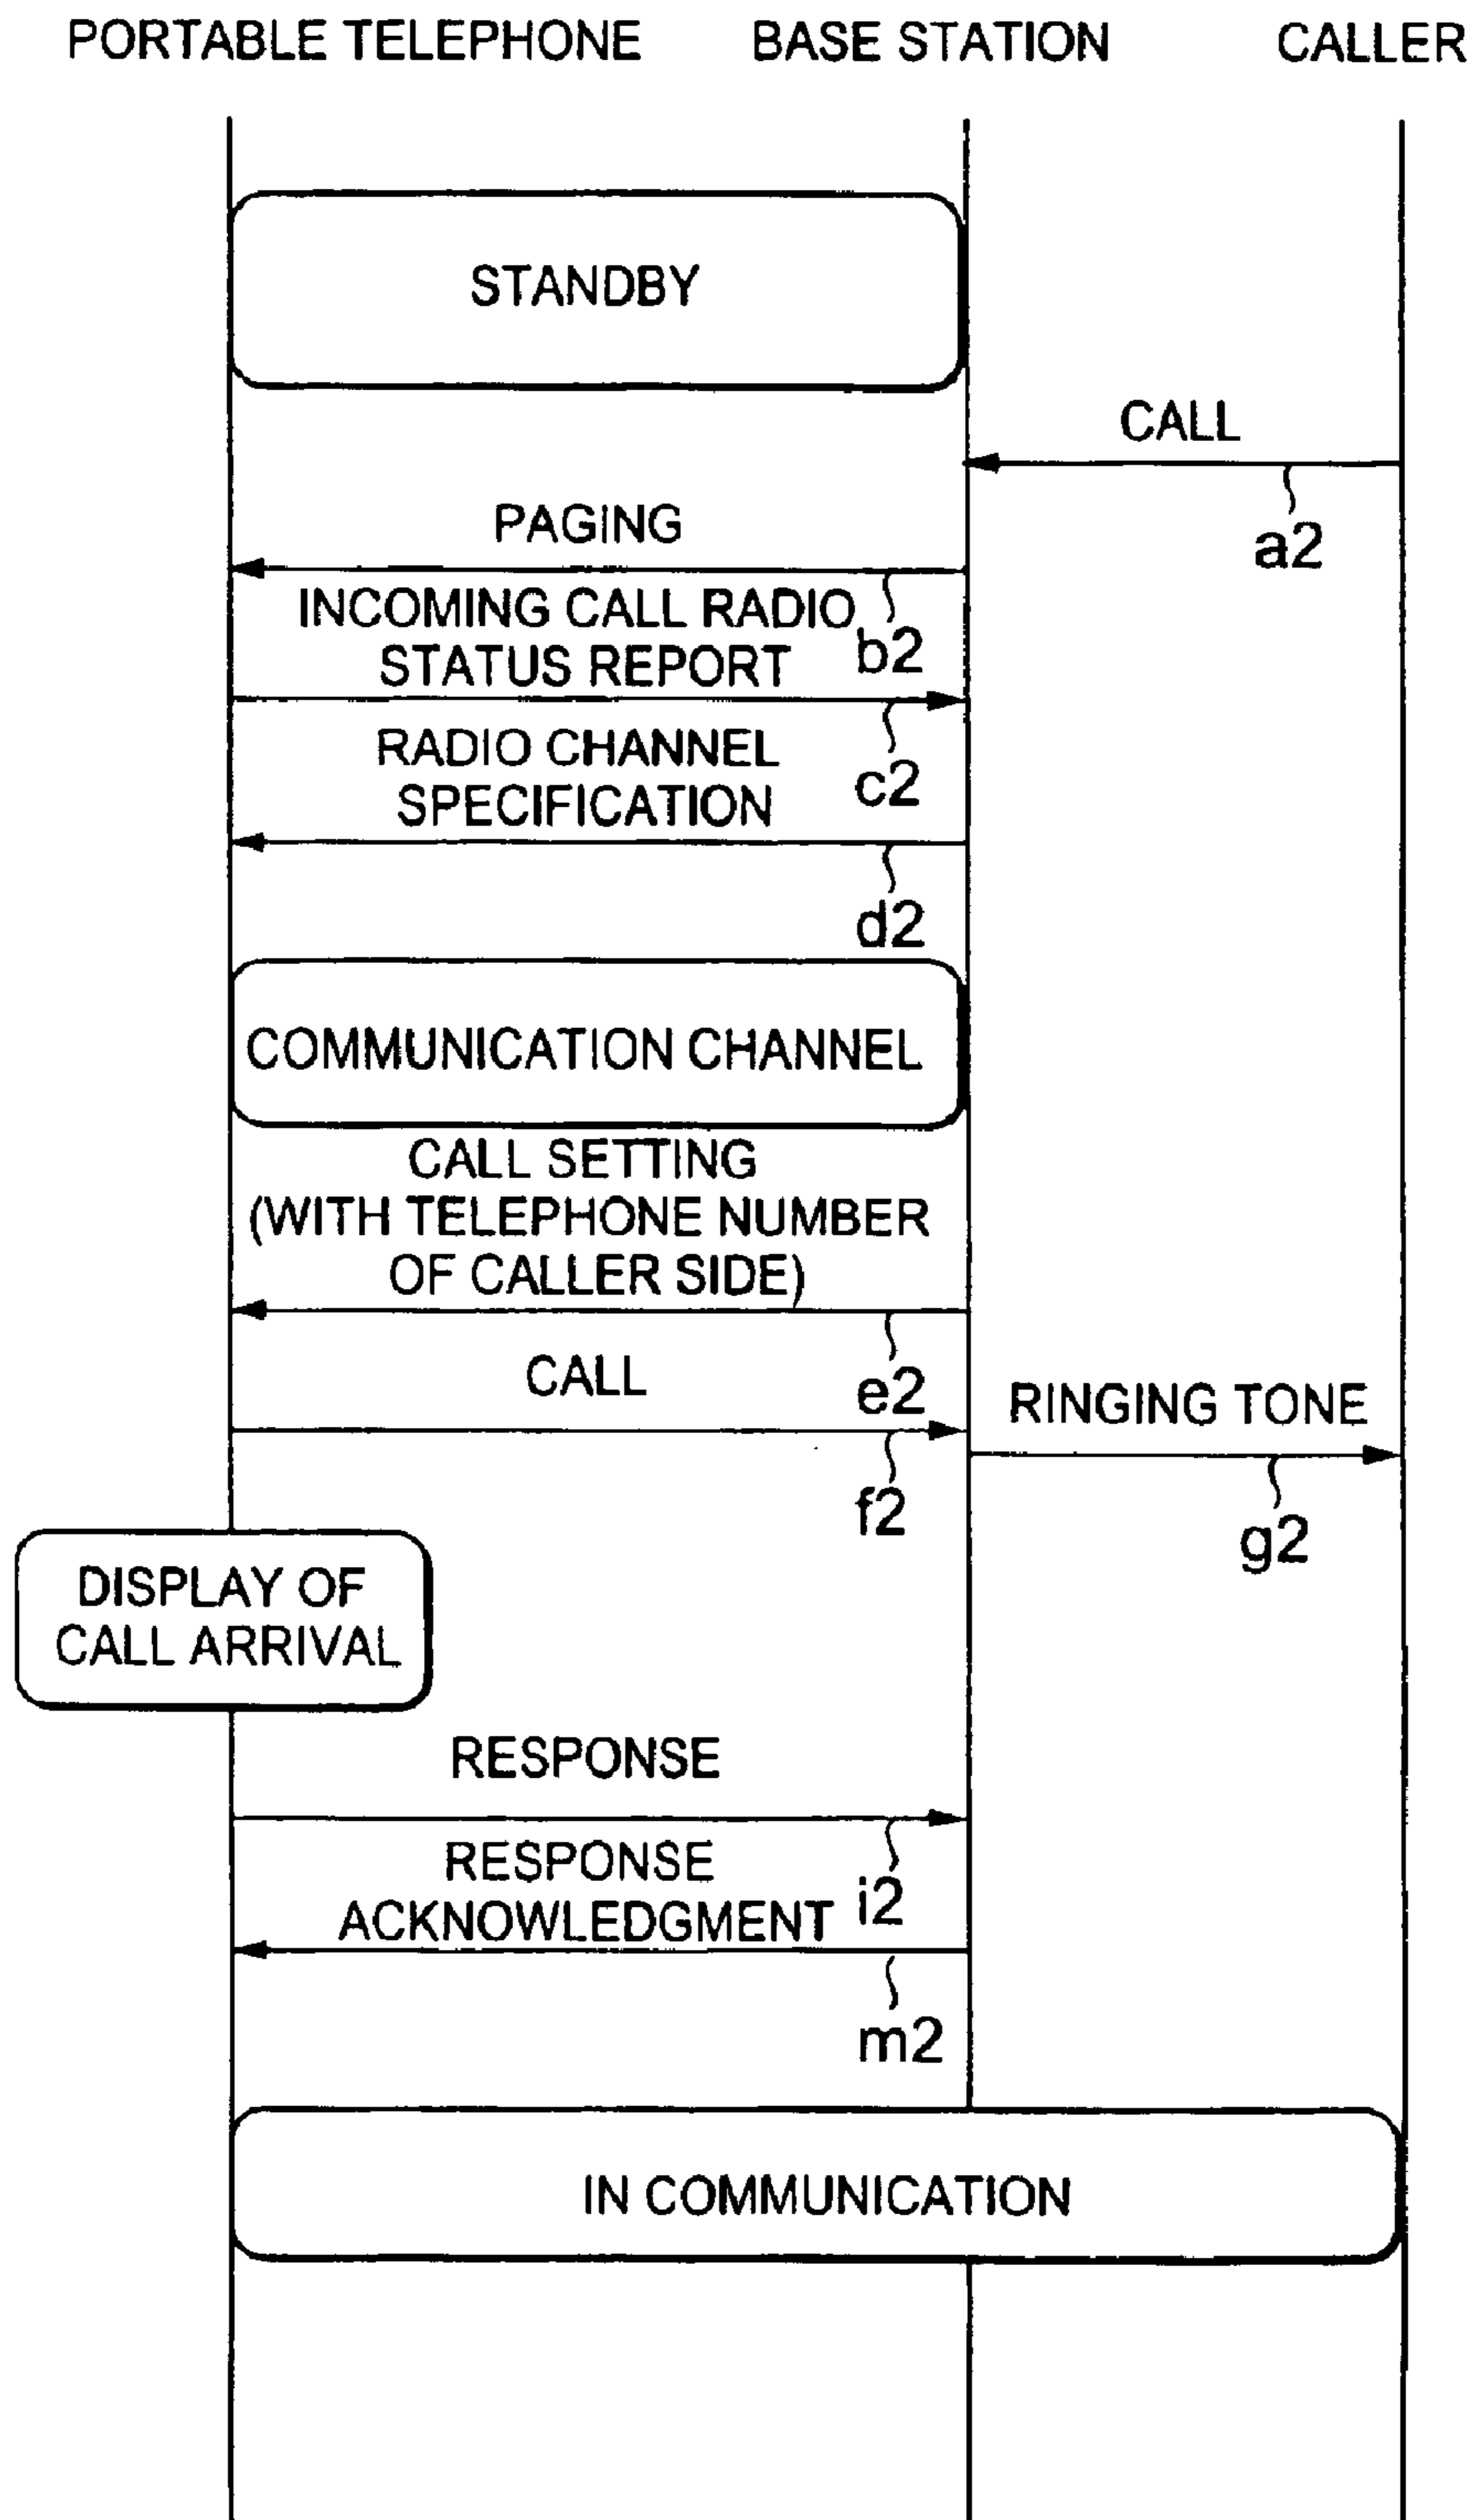 PORTABLE TELEPHONE BASE STATION CALLER
STANDBY
CALL
a2
PAGING
b2
INCOMING CALL RADIO
STATUS REPORT
c2
RADIO CHANNEL
SPECIFICATION
d2
COMMUNICATION CHANNEL
CALL SETTING
(WITH TELEPHONE NUMBER
OF CALLER SIDE)
e2
CALL
f2
RINGING TONE
g2
DISPLAY OF
CALL ARRIVAL
RESPONSE
i2
RESPONSE
ACKNOWLEDGMENT
m2
IN COMMUNICATION